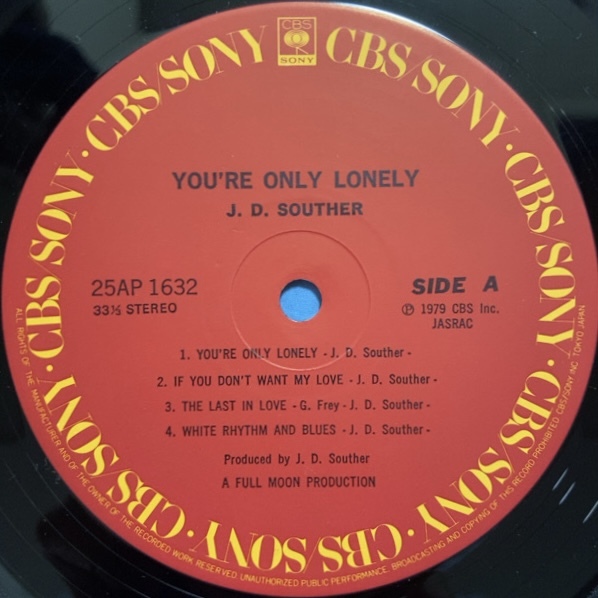 CBS
SONY
CBS/SONY · CBS/SONY · CBS/SONY · CBS/SONY · CBS/SONY · CBS/SONY · CBS/SONY · CBS/SONY ·
YOU'RE ONLY LONELY
J. D. SOUTHER
25AP 1632
33⅓ STEREO
SIDE A
Ⓟ 1979 CBS Inc.
JASRAC
1. YOU'RE ONLY LONELY - J. D. Souther -
2. IF YOU DON'T WANT MY LOVE - J. D. Souther -
3. THE LAST IN LOVE - G. Frey - J. D. Souther -
4. WHITE RHYTHM AND BLUES - J. D. Souther -
Produced by J. D. Souther
A FULL MOON PRODUCTION
ALL RIGHTS OF THE MANUFACTURER AND OF THE OWNER OF THE RECORDED WORK RESERVED. UNAUTHORIZED PUBLIC PERFORMANCE, BROADCASTING AND COPYING OF THIS RECORD PROHIBITED CBS/SONY INC. TOKYO JAPAN